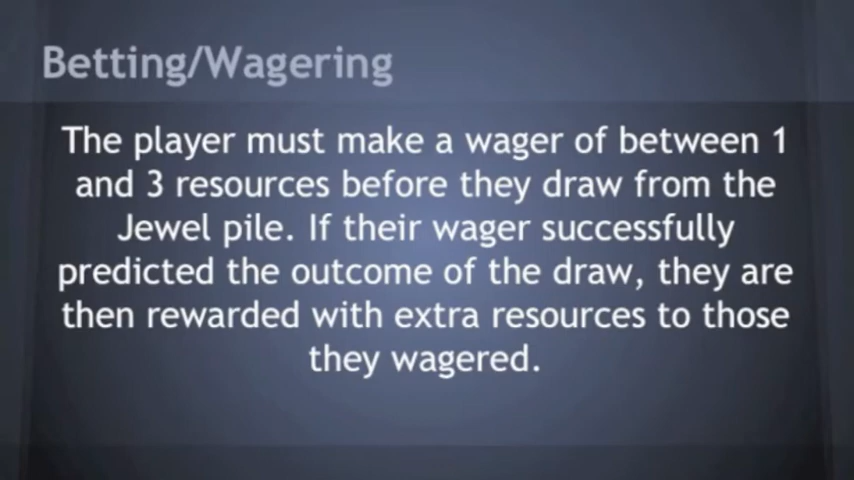 Betting/Wagering
The player must make a wager of between 1
and 3 resources before they draw from the
Jewel pile. If their wager successfully
predicted the outcome of the draw, they are
then rewarded with extra resources to those
they wagered.